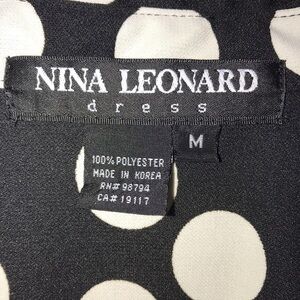 NINA LEONARD
dress
M
100% POLYESTER
MADE IN KOREA
RN# 98794
CA# 19117